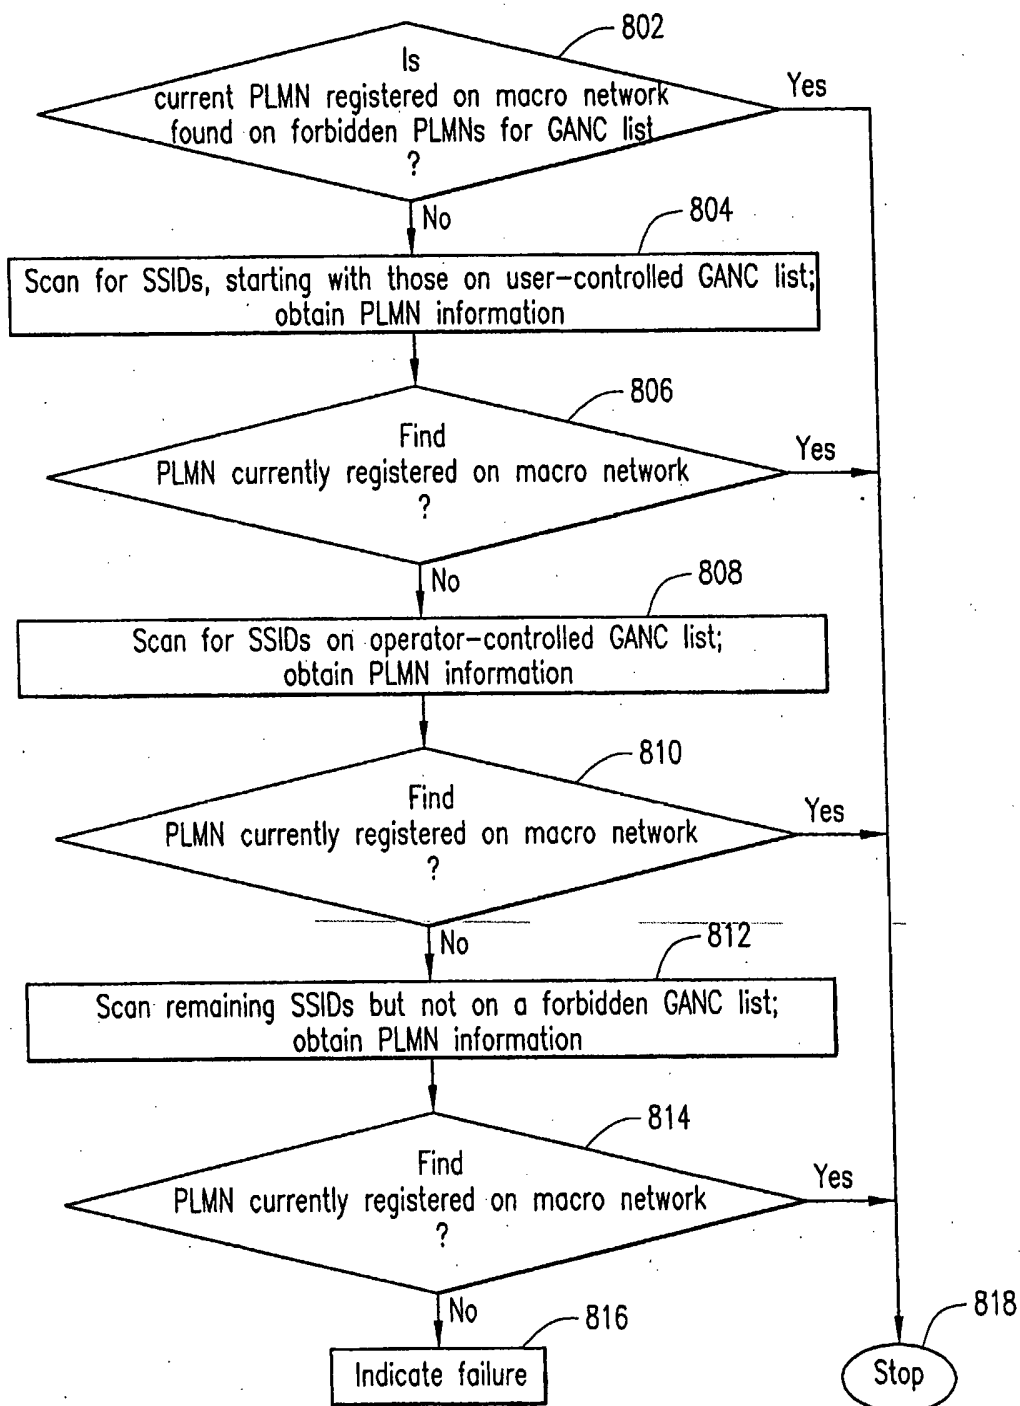 802
Is
current PLMN registered on macro network
found on forbidden PLMNs for GANC list
?
Yes
No
804
Scan for SSIDs, starting with those on user-controlled GANC list;
obtain PLMN information
806
Find
PLMN currently registered on macro network
?
Yes
No
808
Scan for SSIDs on operator-controlled GANC list;
obtain PLMN information
810
Find
PLMN currently registered on macro network
?
Yes
No
812
Scan remaining SSIDs but not on a forbidden GANC list;
obtain PLMN information
814
Find
PLMN currently registered on macro network
?
Yes
No
816
Indicate failure
818
Stop